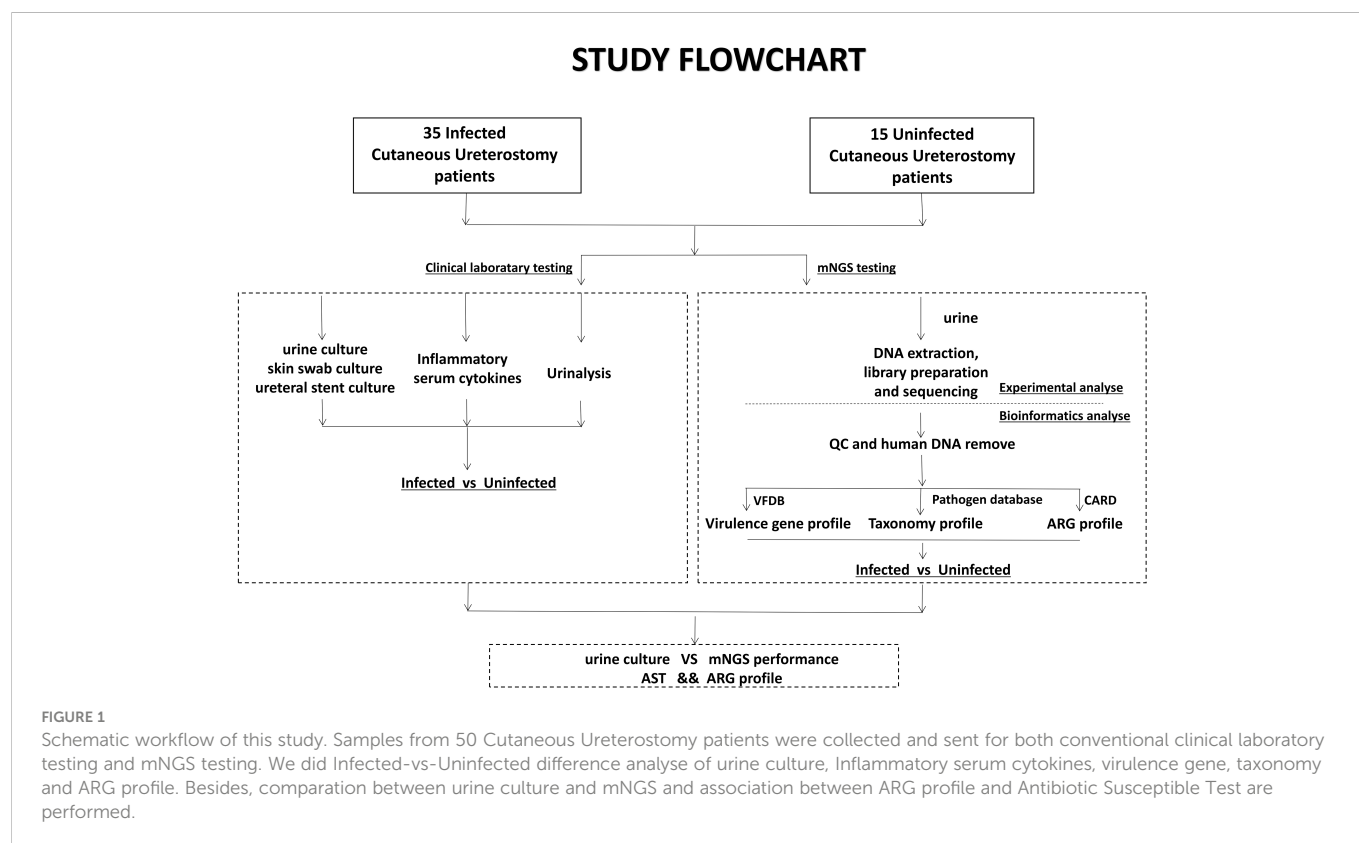 STUDY FLOWCHART
35 Infected
Cutaneous Ureterostomy
patients
15 Uninfected
Cutaneous Ureterostomy
patients
Clinical laboratary testing
mNGS testing
urine culture
skin swab culture
ureteral stent culture
Inflammatory
serum cytokines
Urinalysis
Infected vs Uninfected
urine
DNA extraction,
library preparation
and sequencing
Experimental analyse
Bioinformatics analyse
QC and human DNA remove
VFDB
Pathogen database
CARD
Virulence gene profile
Taxonomy profile
ARG profile
Infected vs Uninfected
urine culture VS mNGS performance
AST && ARG profile
FIGURE 1
Schematic workflow of this study. Samples from 50 Cutaneous Ureterostomy patients were collected and sent for both conventional clinical laboratory
testing and mNGS testing. We did Infected-vs-Uninfected difference analyse of urine culture, Inflammatory serum cytokines, virulence gene, taxonomy
and ARG profile. Besides, comparation between urine culture and mNGS and association between ARG profile and Antibiotic Susceptible Test are
performed.